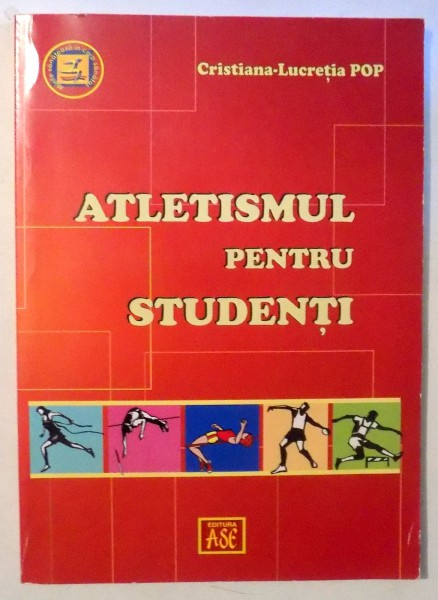 Cristiana-Lucreția POP
ATLETISMUL
PENTRU
STUDENȚI
EDITURA
ASE